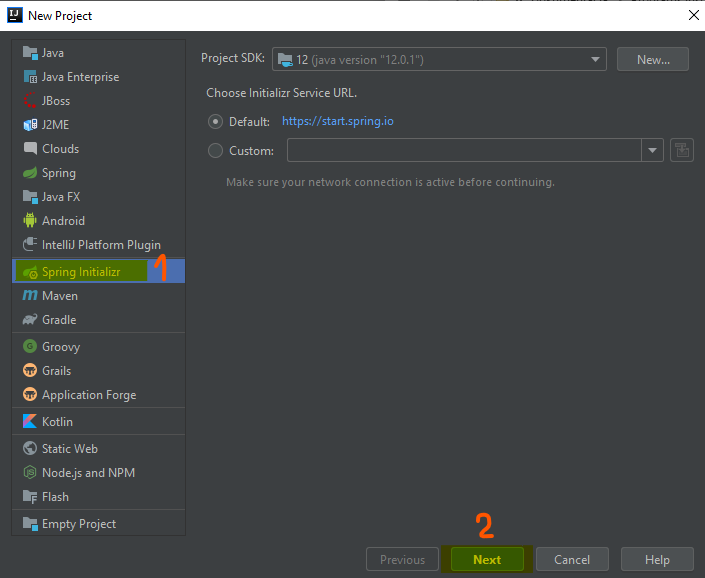 IJ New Project
Java
Java Enterprise
JBoss
J2ME
Clouds
Spring
Java FX
Android
IntelliJ Platform Plugin
1
Spring Initializr
Maven
Gradle
G Groovy
Grails
Application Forge
Kotlin
Static Web
Node.js and NPM
Flash
Empty Project
Project SDK: 12 (java version "12.0.1") New...
Choose Initializr Service URL.
Default: https://start.spring.io
Custom:
Make sure your network connection is active before continuing.
2
Previous Next Cancel Help